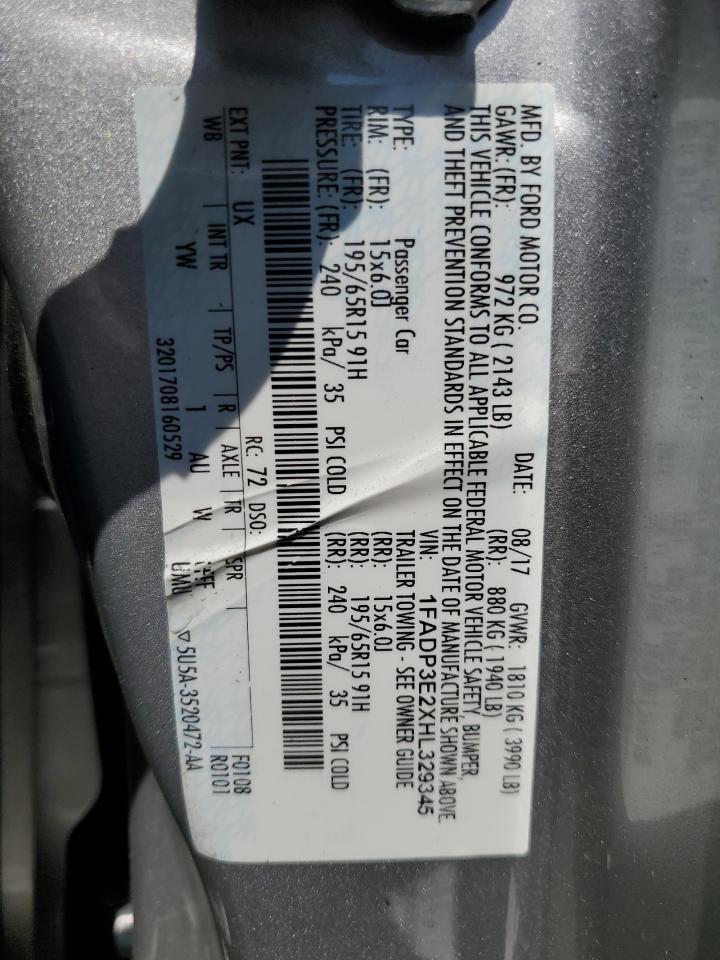 MFD. BY FORD MOTOR CO. DATE: 08/17 GVWR: 1810 KG ( 3990 LB)
GAWR: (FR): 972 KG ( 2143 LB) (RR): 880 KG ( 1940 LB)
THIS VEHICLE CONFORMS TO ALL APPLICABLE FEDERAL MOTOR VEHICLE SAFETY, BUMPER,
AND THEFT PREVENTION STANDARDS IN EFFECT ON THE DATE OF MANUFACTURE SHOWN ABOVE.
VIN: 1FADP3E2XHL329345
TYPE: Passenger Car TRAILER TOWING - SEE OWNER GUIDE
RIM: (FR): 15x6.0J (RR): 15x6.0J
TIRE: (FR): 195/65R15 91H (RR): 195/65R15 91H
PRESSURE: (FR): 240 kPa/ 35 PSI COLD (RR): 240 kPa/ 35 PSI COLD
RC: 72 DSO: F0108
EXT PNT: UX R0101
WB INT TR - TP/PS R AXLE TR SPR
YW 1 AU W UMU
3201708160529 ▽5U5A-3520472-AA